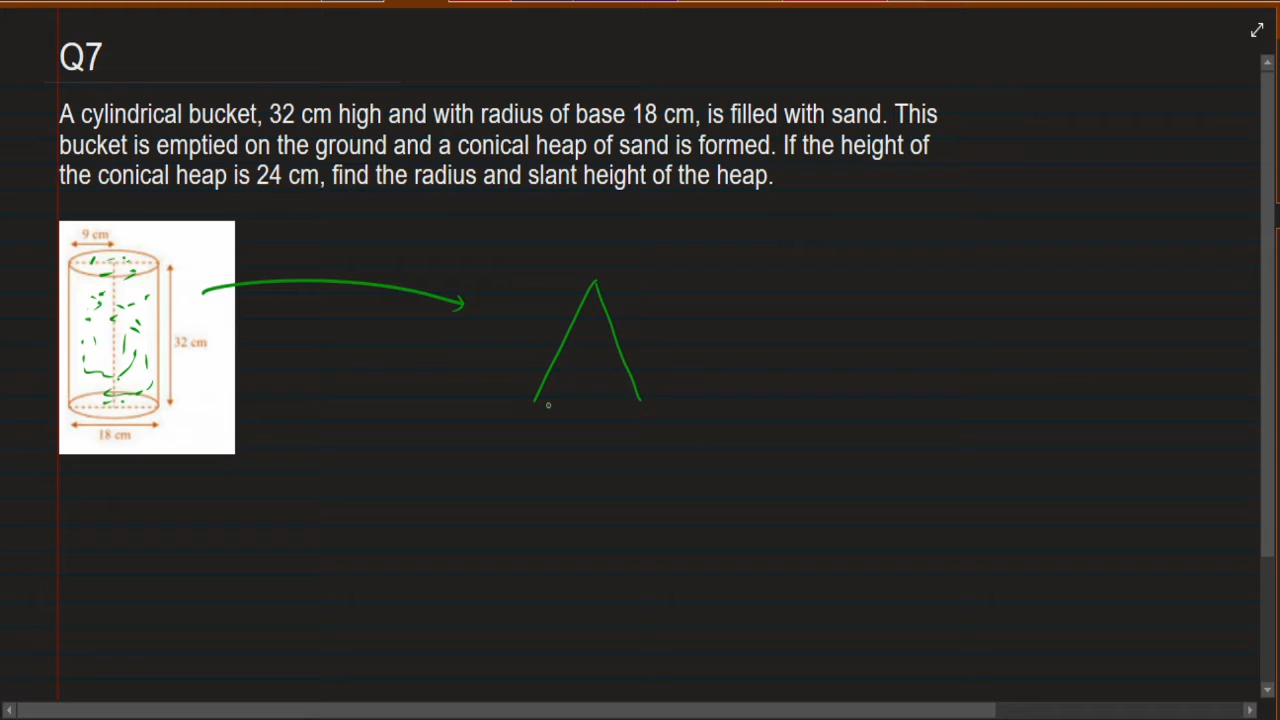 Q7
A cylindrical bucket, 32 cm high and with radius of base 18 cm, is filled with sand. This
bucket is emptied on the ground and a conical heap of sand is formed. If the height of
the conical heap is 24 cm, find the radius and slant height of the heap.
9 cm
32 cm
18 cm